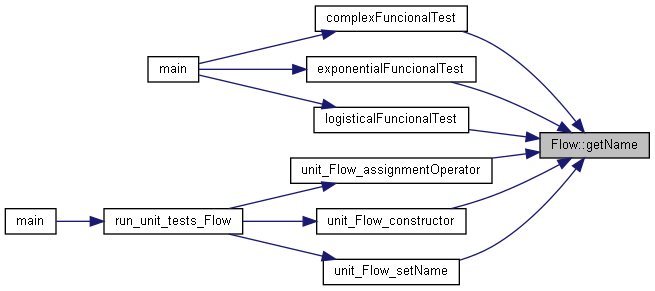 complexFuncionalTest
main
exponentialFuncionalTest
logisticalFuncionalTest
Flow::getName
unit_Flow_assignmentOperator
main
run_unit_tests_Flow
unit_Flow_constructor
unit_Flow_setName